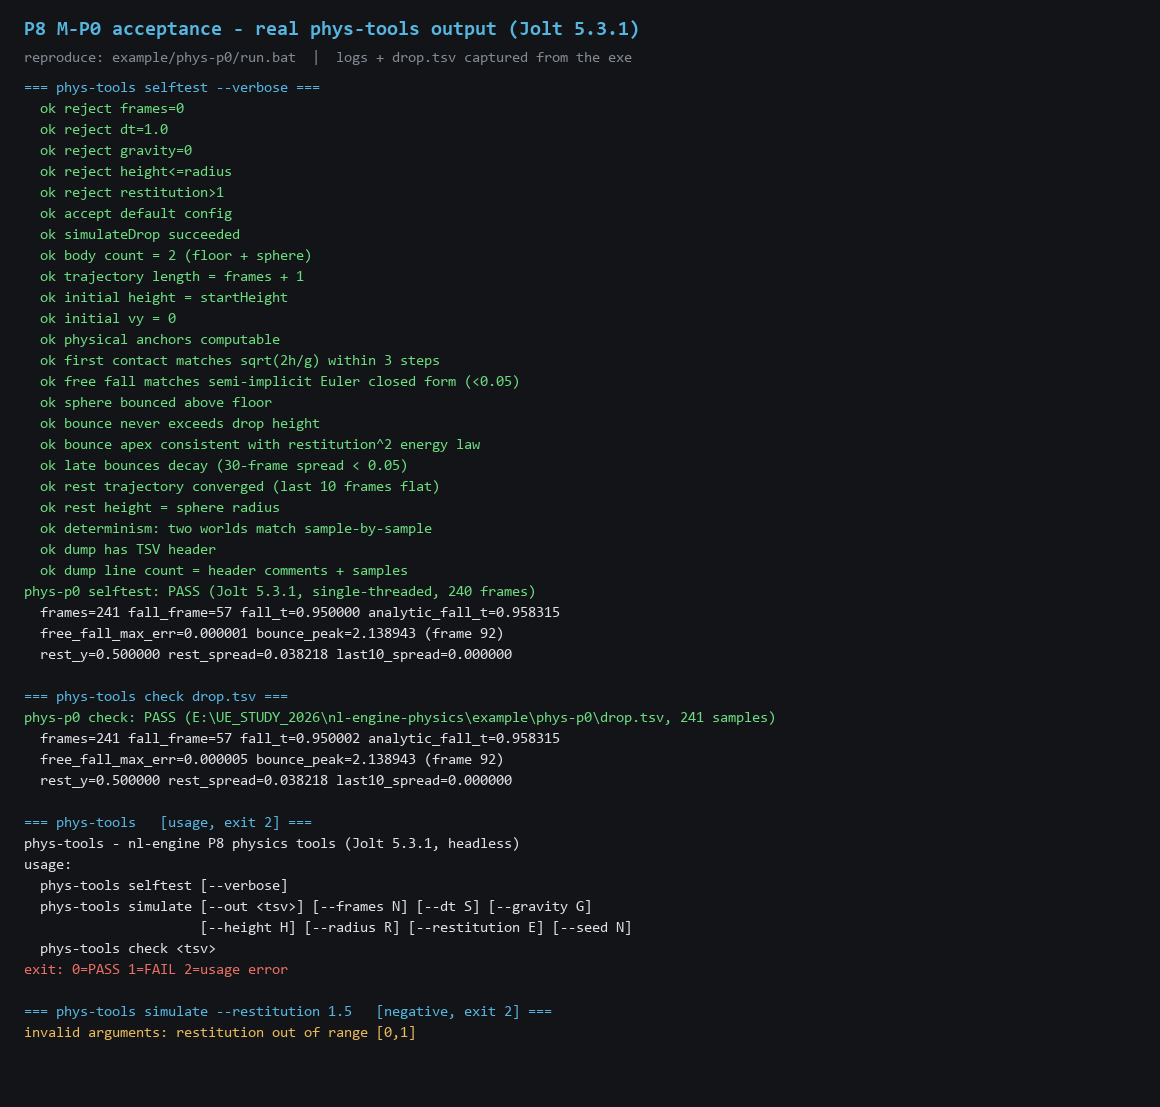 P8 M-P0 acceptance - real phys-tools output (Jolt 5.3.1)
reproduce: example/phys-p0/run.bat | logs + drop.tsv captured from the exe
=== phys-tools selftest --verbose ===
ok reject frames=0
ok reject dt=1.0
ok reject gravity=0
ok reject height<=radius
ok reject restitution>1
ok accept default config
ok simulateDrop succeeded
ok body count = 2 (floor + sphere)
ok trajectory length = frames + 1
ok initial height = startHeight
ok initial vy = 0
ok physical anchors computable
ok first contact matches sqrt(2h/g) within 3 steps
ok free fall matches semi-implicit Euler closed form (<0.05)
ok sphere bounced above floor
ok bounce never exceeds drop height
ok bounce apex consistent with restitution^2 energy law
ok late bounces decay (30-frame spread < 0.05)
ok rest trajectory converged (last 10 frames flat)
ok rest height = sphere radius
ok determinism: two worlds match sample-by-sample
ok dump has TSV header
ok dump line count = header comments + samples
phys-p0 selftest: PASS (Jolt 5.3.1, single-threaded, 240 frames)
frames=241 fall_frame=57 fall_t=0.950000 analytic_fall_t=0.958315
free_fall_max_err=0.000001 bounce_peak=2.138943 (frame 92)
rest_y=0.500000 rest_spread=0.038218 last10_spread=0.000000
=== phys-tools check drop.tsv ===
phys-p0 check: PASS (E:\UE_STUDY_2026\nl-engine-physics\example\phys-p0\drop.tsv, 241 samples)
frames=241 fall_frame=57 fall_t=0.950002 analytic_fall_t=0.958315
free_fall_max_err=0.000005 bounce_peak=2.138943 (frame 92)
rest_y=0.500000 rest_spread=0.038218 last10_spread=0.000000
=== phys-tools   [usage, exit 2] ===
phys-tools - nl-engine P8 physics tools (Jolt 5.3.1, headless)
usage:
phys-tools selftest [--verbose]
phys-tools simulate [--out <tsv>] [--frames N] [--dt S] [--gravity G]
[--height H] [--radius R] [--restitution E] [--seed N]
phys-tools check <tsv>
exit: 0=PASS 1=FAIL 2=usage error
=== phys-tools simulate --restitution 1.5   [negative, exit 2] ===
invalid arguments: restitution out of range [0,1]